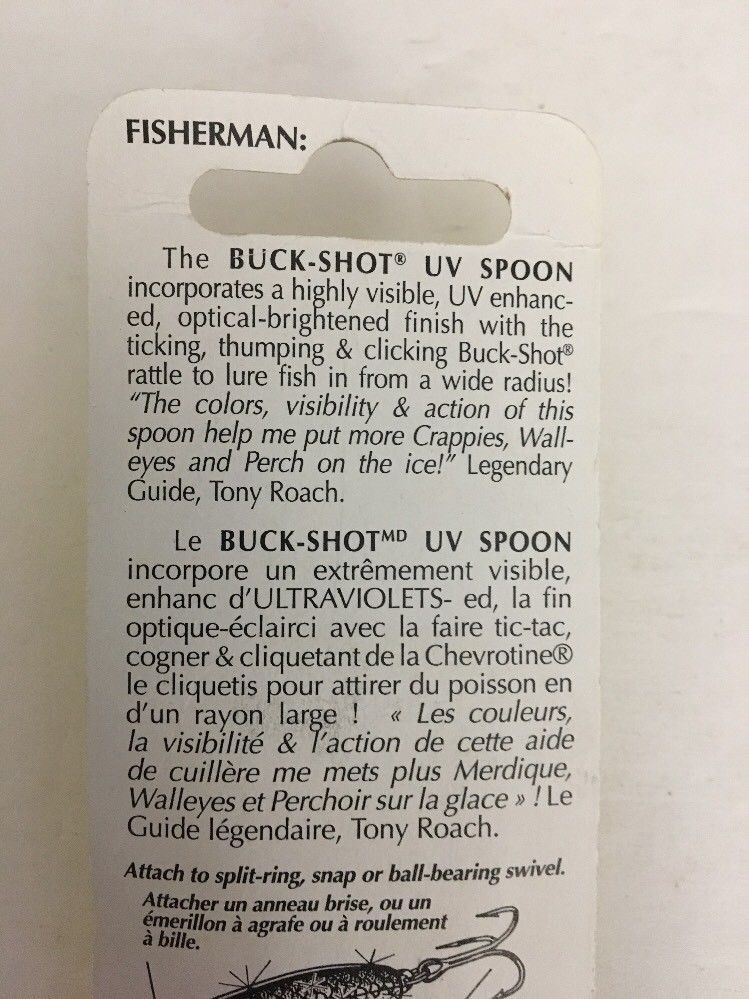 FISHERMAN:
The BUCK-SHOT® UV SPOON
incorporates a highly visible, UV enhanc-
ed, optical-brightened finish with the
ticking, thumping & clicking Buck-Shot®
rattle to lure fish in from a wide radius!
“The colors, visibility & action of this
spoon help me put more Crappies, Wall-
eyes and Perch on the ice!” Legendary
Guide, Tony Roach.
Le BUCK-SHOTMD UV SPOON
incorpore un extrêmement visible,
enhanc d'ULTRAVIOLETS- ed, la fin
optique-éclairci avec la faire tic-tac,
cogner & cliquetant de la Chevrotine®
le cliquetis pour attirer du poisson en
d'un rayon large ! « Les couleurs,
la visibilité & l'action de cette aide
de cuillère me mets plus Merdique,
Walleyes et Perchoir sur la glace » ! Le
Guide légendaire, Tony Roach.
Attach to split-ring, snap or ball-bearing swivel.
Attacher un anneau brise, ou un
émerillon à agrafe ou à roulement
à bille.